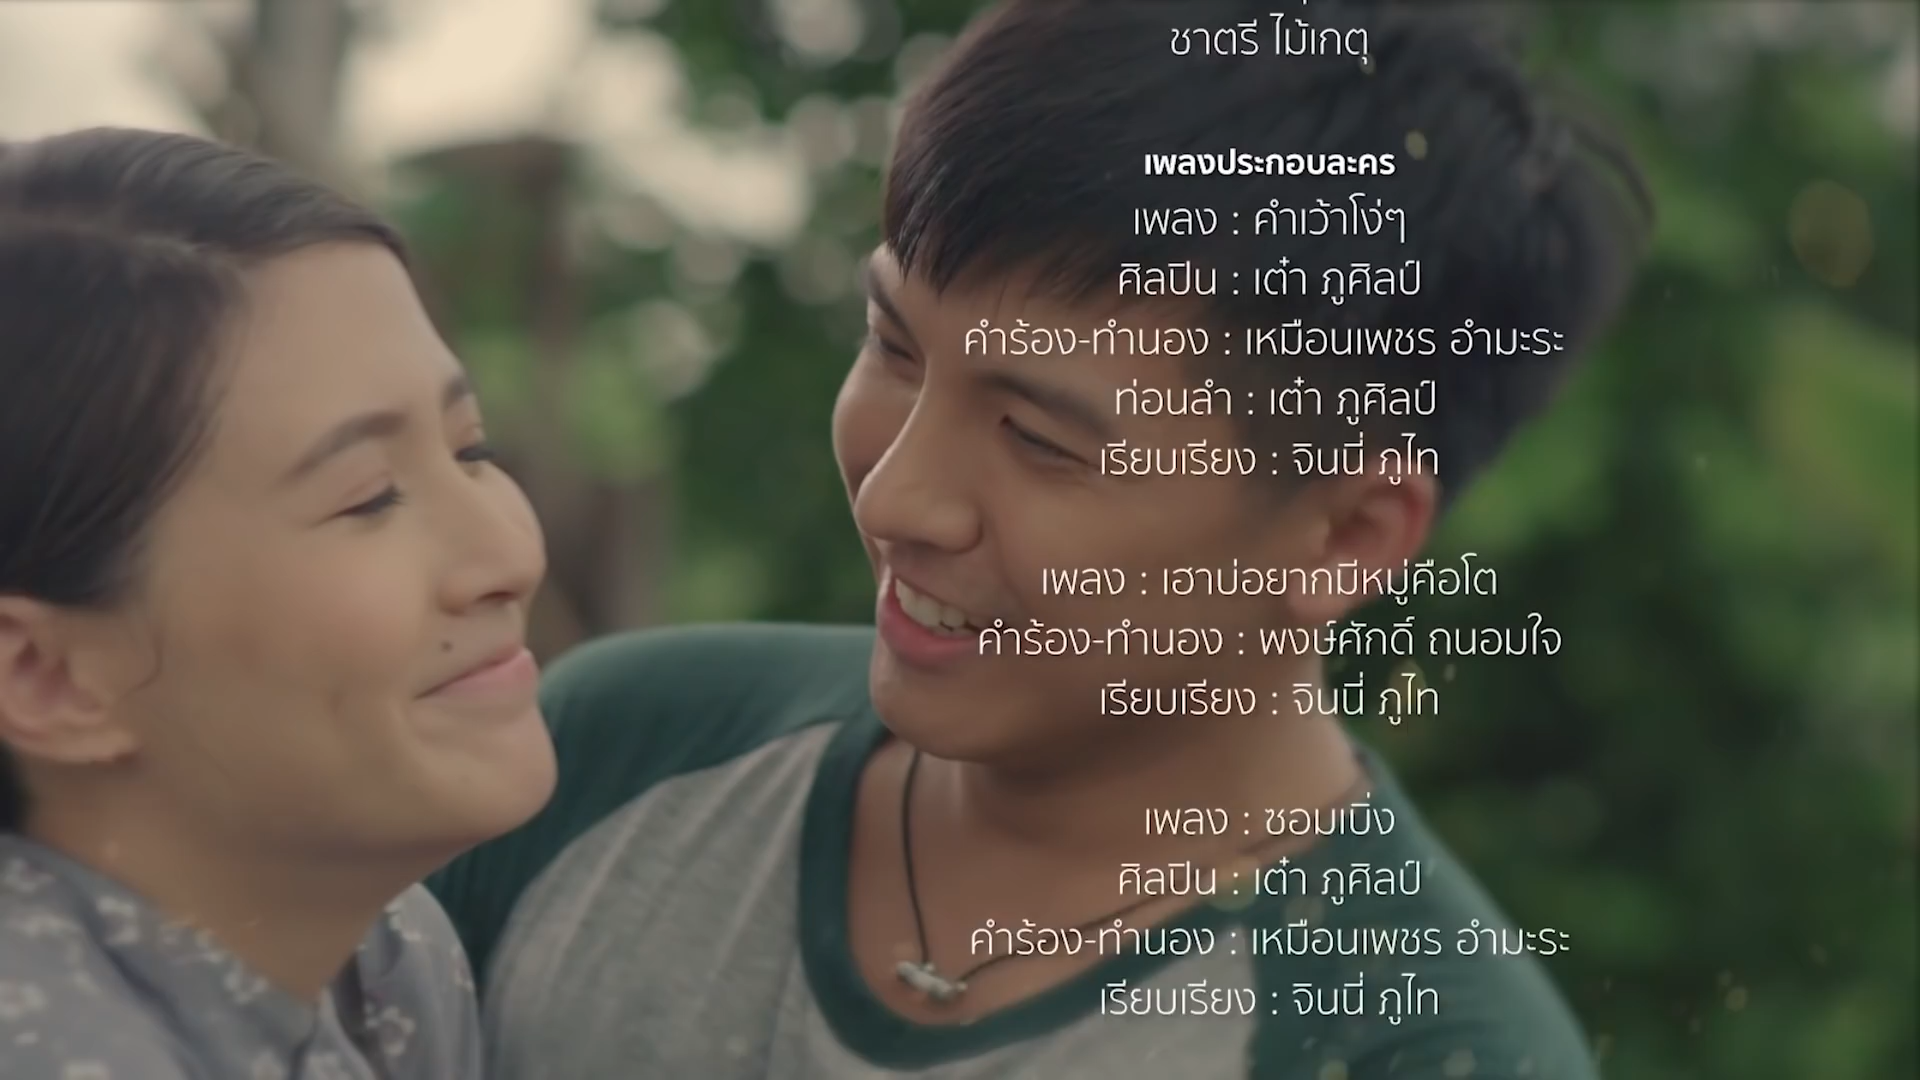 ชาตรี ไม้เกตุ
เพลงประกอบละคร
เพลง : คำเว้าโง่ๆ
ศิลปิน : เต๋า ภูศิลป์
คำร้อง-ทำนอง : เหมือนเพชร อำมะระ
ท่อนลำ : เต๋า ภูศิลป์
เรียบเรียง : จินนี่ ภูไท
เพลง : เฮาบ่อยากมีหมู่คือโต
คำร้อง-ทำนอง : พงษ์ศักดิ์ ถนอมใจ
เรียบเรียง : จินนี่ ภูไท
เพลง : ซอมเบิ่ง
ศิลปิน : เต๋า ภูศิลป์
คำร้อง-ทำนอง : เหมือนเพชร อำมะระ
เรียบเรียง : จินนี่ ภูไท